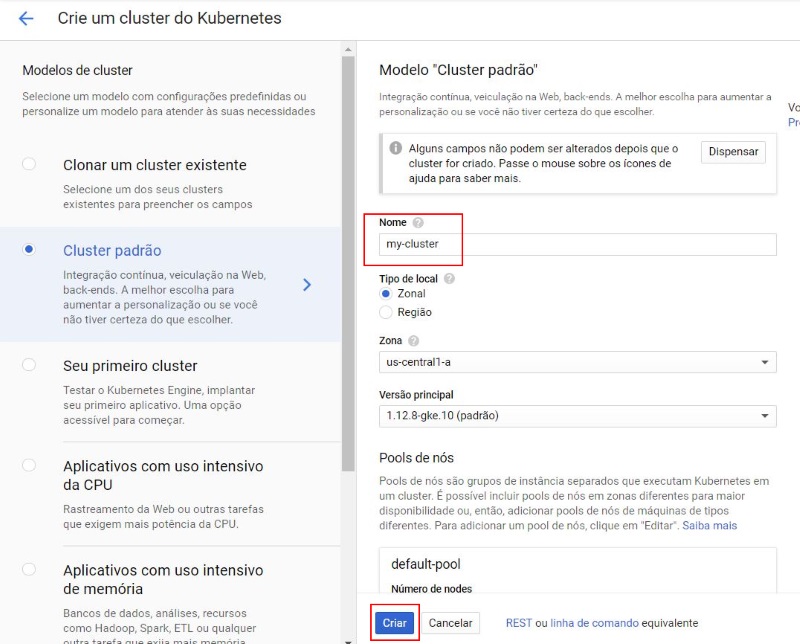 Crie um cluster do Kubernetes
Modelos de cluster
Selecione um modelo com configurações predefinidas ou
personalize um modelo para atender às suas necessidades
Clonar um cluster existente
Selecione um dos seus clusters
existentes para preencher os campos
Cluster padrão
Integração contínua, veiculação na Web,
back-ends. A melhor escolha para
aumentar a personalização ou se você
não tiver certeza do que escolher.
Seu primeiro cluster
Testar o Kubernetes Engine, implantar
seu primeiro aplicativo. Uma opção
acessível para começar.
Aplicativos com uso intensivo
da CPU
Rastreamento da Web ou outras tarefas
que exigem mais potência da CPU.
Aplicativos com uso intensivo
de memória
Bancos de dados, análises, recursos
como Hadoop, Spark, ETL ou qualquer
outra tarefa que exija mais memória
Modelo "Cluster padrão"
Integração contínua, veiculação na Web, back-ends. A melhor escolha para aumentar a
personalização ou se você não tiver certeza do que escolher.
Alguns campos não podem ser alterados depois que o
cluster for criado. Passe o mouse sobre os ícones de
ajuda para saber mais.
Dispensar
Nome
my-cluster
Tipo de local
Zonal
Região
Zona
us-central1-a
Versão principal
1.12.8-gke.10 (padrão)
Pools de nós
Pools de nós são grupos de instância separados que executam Kubernetes em
um cluster. É possível incluir pools de nós em zonas diferentes para maior
disponibilidade ou, então, adicionar pools de nós de máquinas de tipos
diferentes. Para adicionar um pool de nós, clique em "Editar". Saiba mais
default-pool
Número de nodes
Criar
Cancelar
REST ou linha de comando equivalente